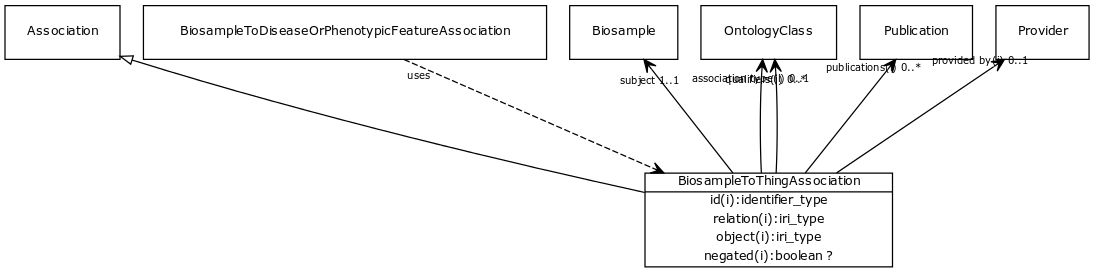 Association
BiosampleToDiseaseOrPhenotypicFeatureAssociation
Biosample
OntologyClass
Publication
Provider
uses
subject 1..1
association type(i) 0..1
qualifiers(i) 0..*
publications(i) 0..*
provided by(i) 0..1
BiosampleToThingAssociation
id(i):identifier_type
relation(i):iri_type
object(i):iri_type
negated(i):boolean ?